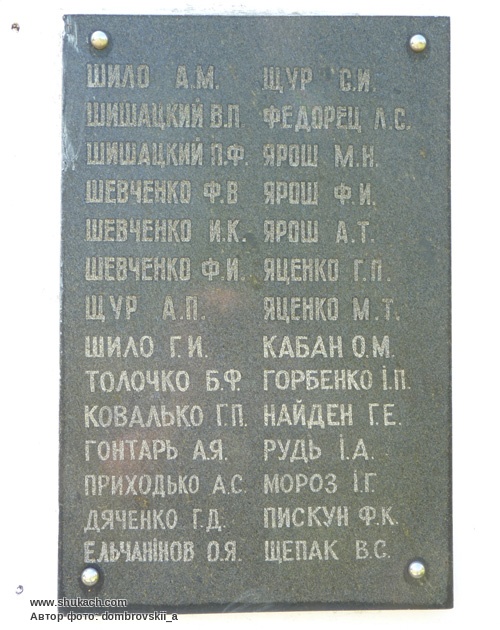 ШИЛО А.М.
ШИШАЦКИЙ В.П
ШИШАЦКИЙ П.Ф.
ШЕВЧЕНКО Ф.В
ШЕВЧЕНКО И.К.
ШЕВЧЕНКО Ф.И.
ЩУР А.П.
ШИЛО Г.И.
ТОЛОЧКО Б.Ф
КОВАЛЬКО Г.П.
ГОНТАРЬ А.Я.
ПРИХОДЬКО А.С.
ДЯЧЕНКО Г.Д.
ЕЛЬЧАНІНОВ О.Я.
ЩУР С.И.
ФЕДОРЕЦ Л.С.
ЯРОШ М.Н.
ЯРОШ Ф.И.
ЯРОШ А.Т.
ЯЦЕНКО Г.П.
ЯЦЕНКО М.Т.
КАБАН О.М.
ГОРБЕНКО І.П.
НАЙДЕН Г.Е.
РУДЬ І.А.
МОРОЗ І.Г.
ПИСКУН Ф.К.
ЩЕПАК В.С.
www.shukach.com
Автор фото: dombrovskii_a